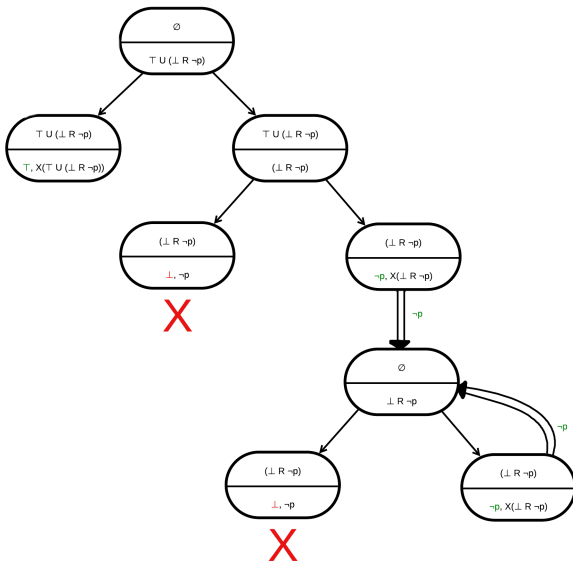 ∅
⊤ U (⊥ R ¬p)
⊤ U (⊥ R ¬p)
⊤, X(⊤ U (⊥ R ¬p))
⊤ U (⊥ R ¬p)
(⊥ R ¬p)
(⊥ R ¬p)
⊥, ¬p
X
(⊥ R ¬p)
¬p, X(⊥ R ¬p)
¬p
∅
⊥ R ¬p
¬p
(⊥ R ¬p)
⊥, ¬p
X
(⊥ R ¬p)
¬p, X(⊥ R ¬p)